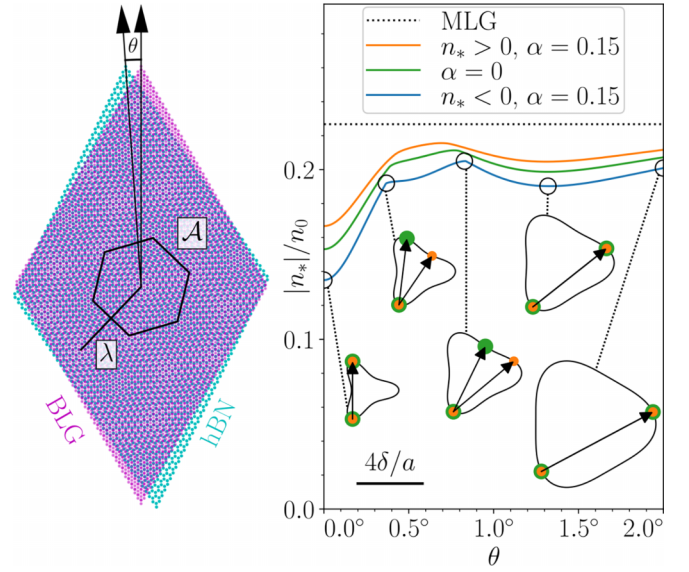 θ
𝒜
λ
BLG
hBN
MLG
n* > 0, α = 0.15
α = 0
n* < 0, α = 0.15
|n*|/n₀
0.2
0.1
0.0
4δ/a
0.0° 0.5° 1.0° 1.5° 2.0°
θ